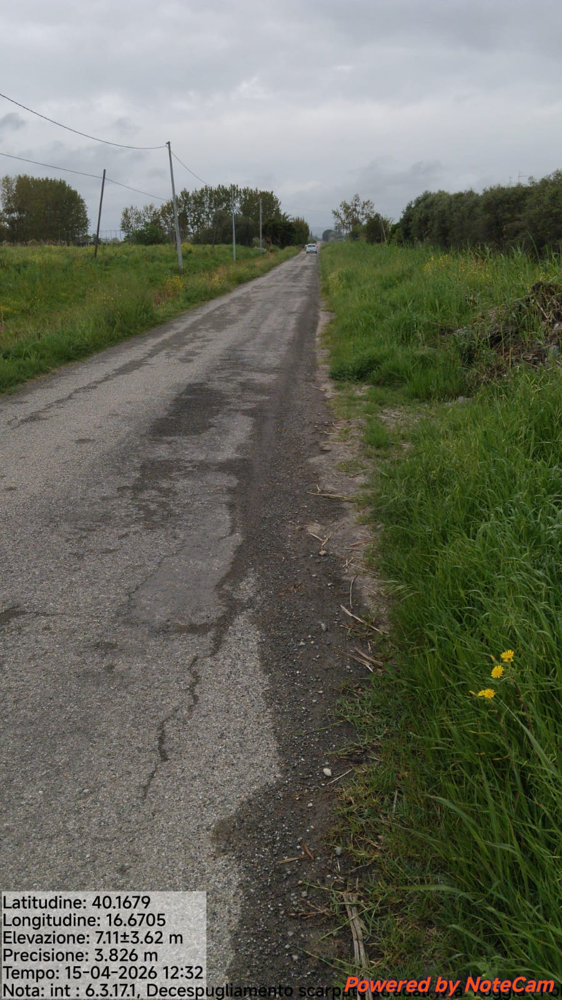 Latitudine: 40.1679
Longitudine: 16.6705
Elevazione: 7.11±3.62 m
Precisione: 3.826 m
Tempo: 15-04-2026 12:32
Nota: int : 6.3.17.1, Decespugliamento
Powered by NoteCam